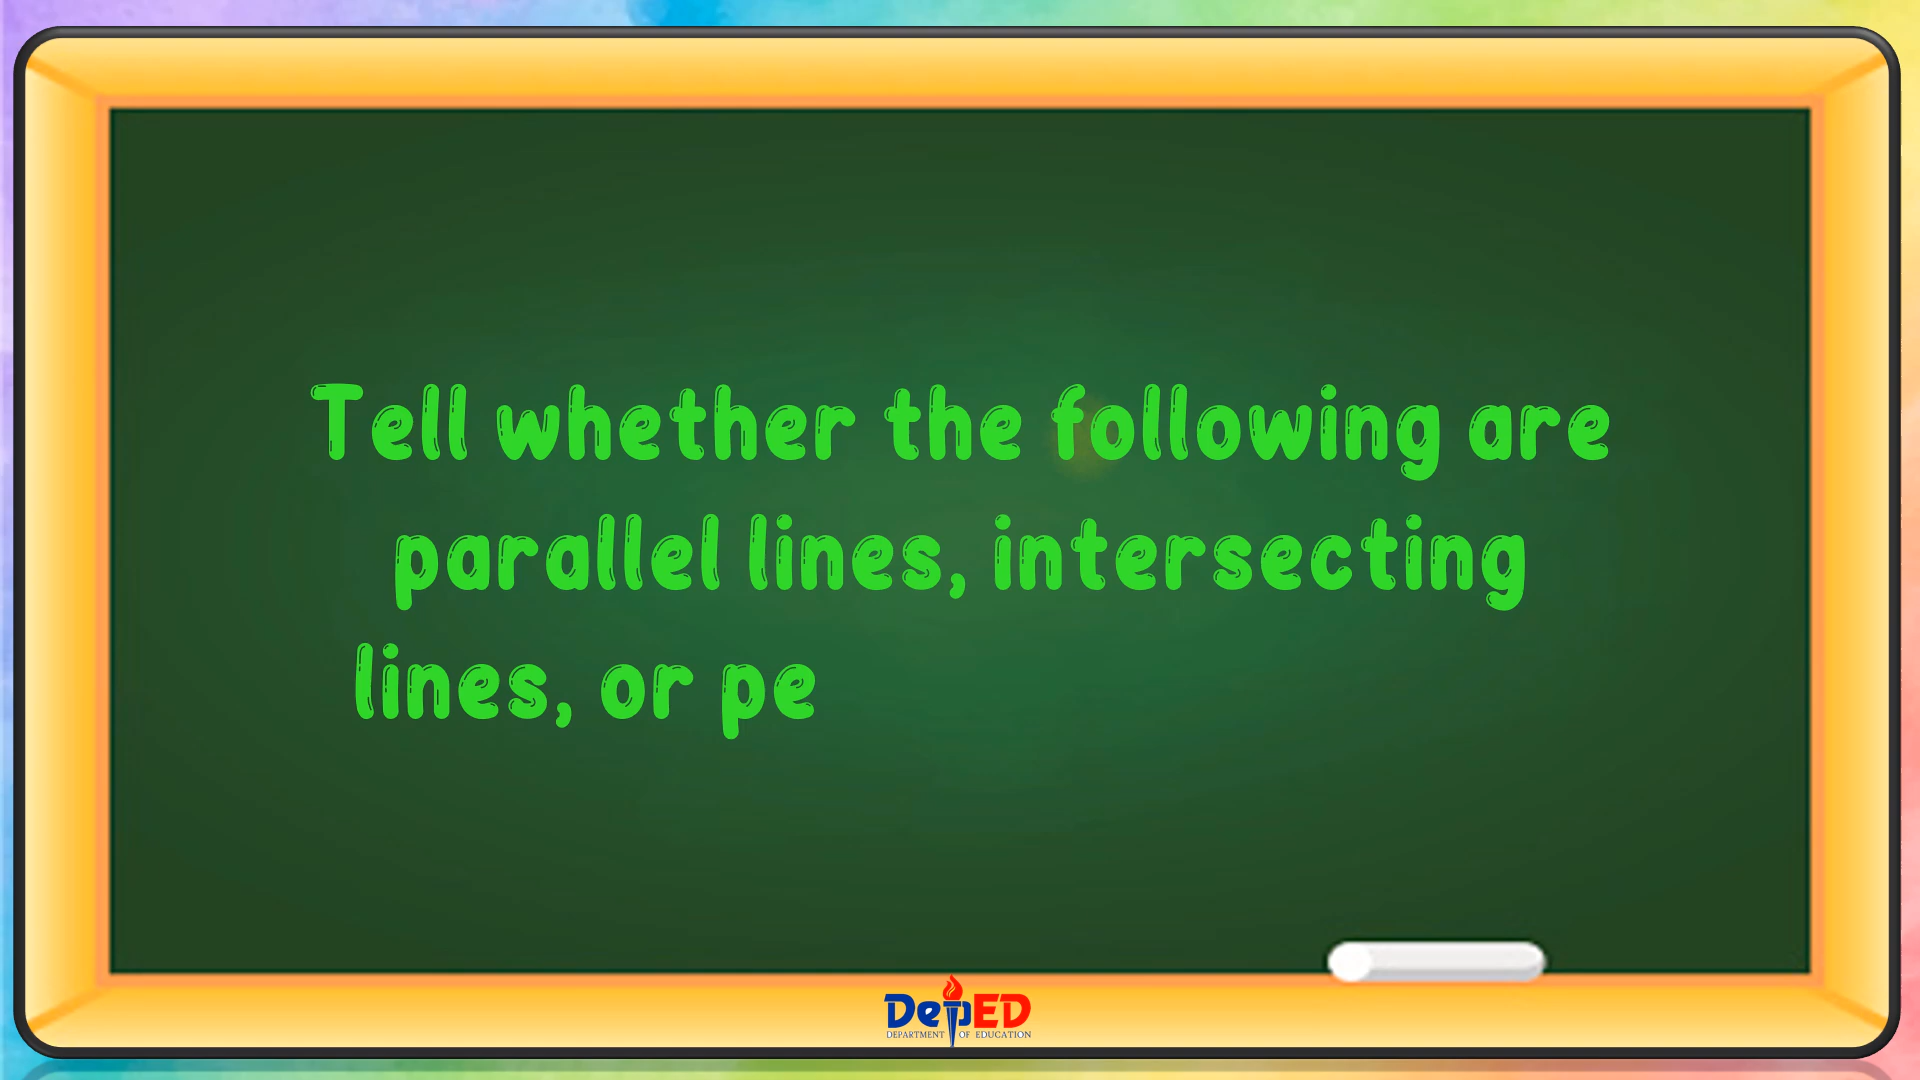 Tell whether the following are
parallel lines, intersecting
lines, or pe
DepED
DEPARTMENT OF EDUCATION